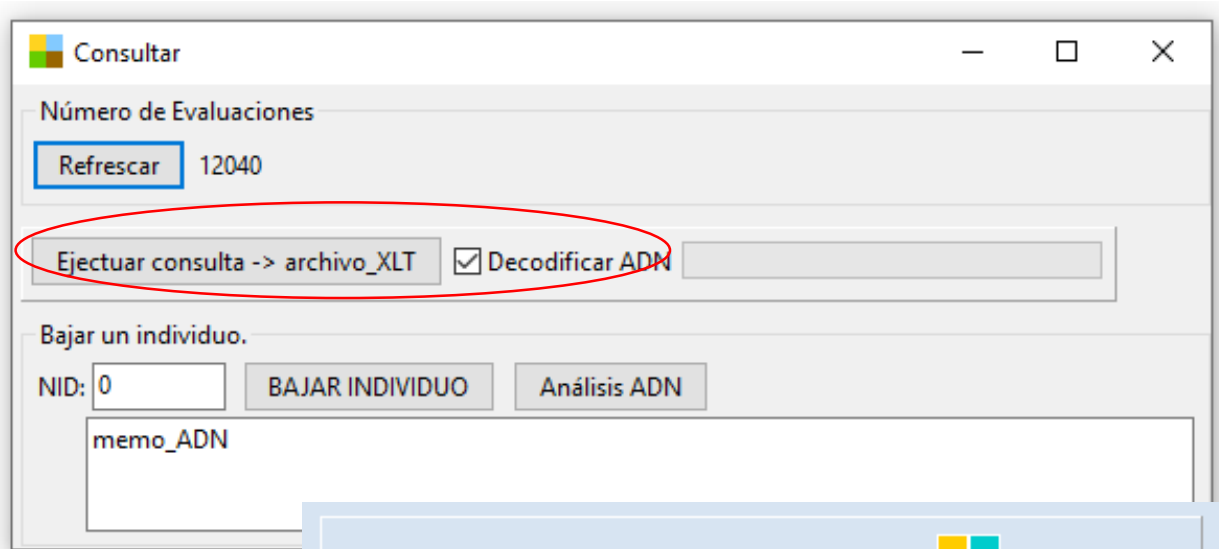 Consultar
Número de Evaluaciones
Refrescar 12040
Ejectuar consulta -> archivo_XLT Decodificar ADN
Bajar un individuo.
NID: 0 BAJAR INDIVIDUO Análisis ADN
memo_ADN